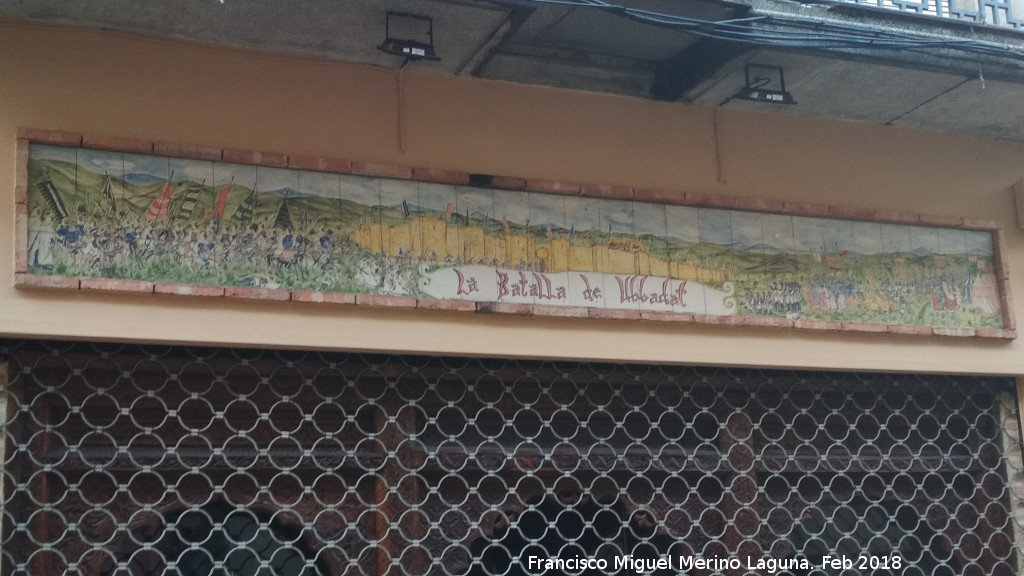 La Batalla de Ubbadat
Francisco Miguel Merino Laguna. Feb 2018